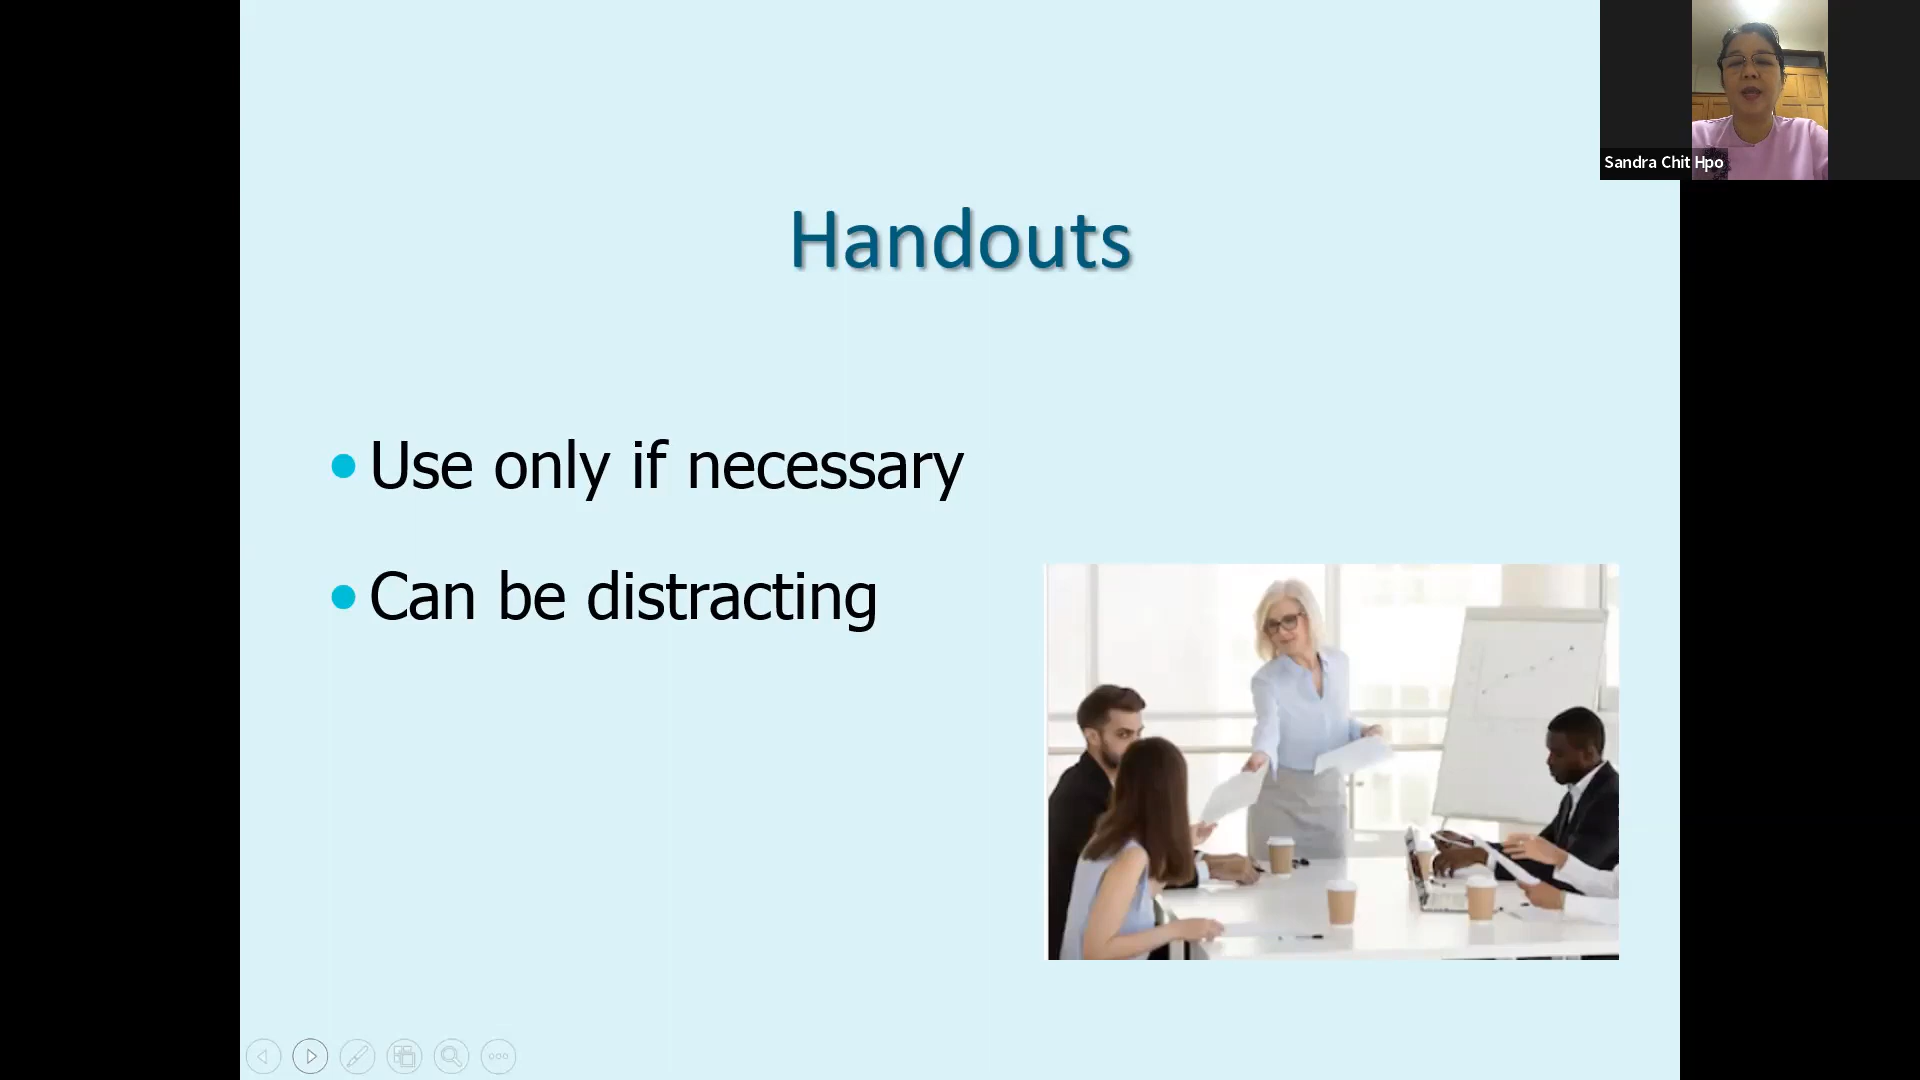 Sandra Chit Hpo
Handouts
• Use only if necessary
• Can be distracting